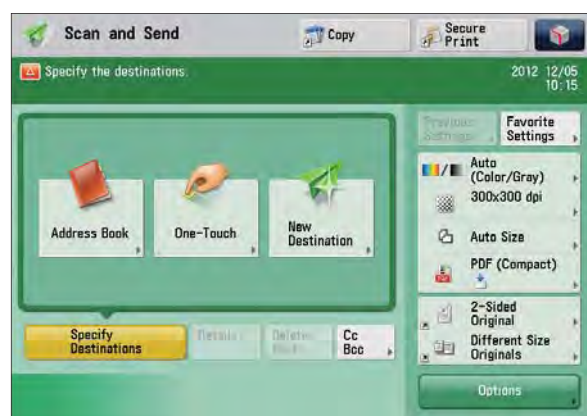 Scan and Send
Copy
Secure
Print
Specify the destinations.
2012 12/05
10:15
Previous
Settings
Favorite
Settings
Auto
(Color/Gray)
300x300 dpi
Auto Size
PDF (Compact)
2-Sided
Original
Different Size
Originals
Options
Address Book
One-Touch
New
Destination
Specify
Destinations
Details
Cc
Bcc